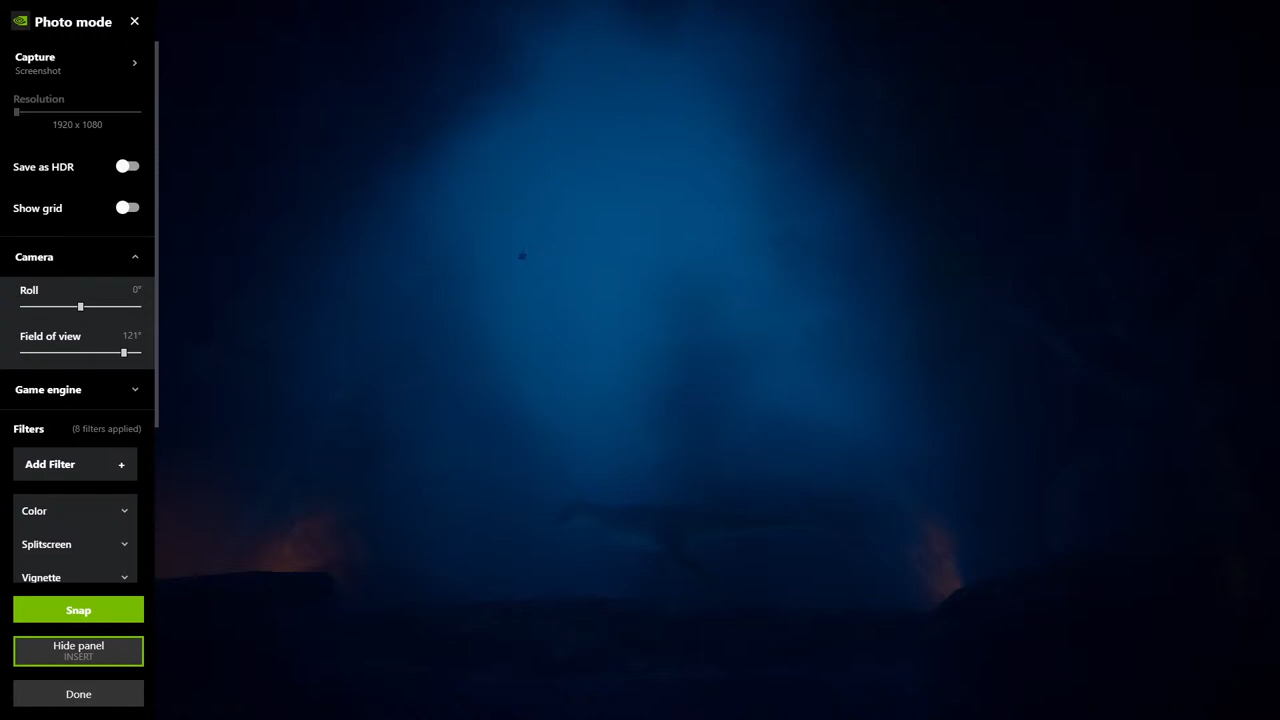 Photo mode
Capture
Screenshot
Resolution
1920 x 1080
Save as HDR
Show grid
Camera
Roll 0°
Field of view 121°
Game engine
Filters (8 filters applied)
Add Filter +
Color
Splitscreen
Vignette
Snap
Hide panel
INSERT
Done